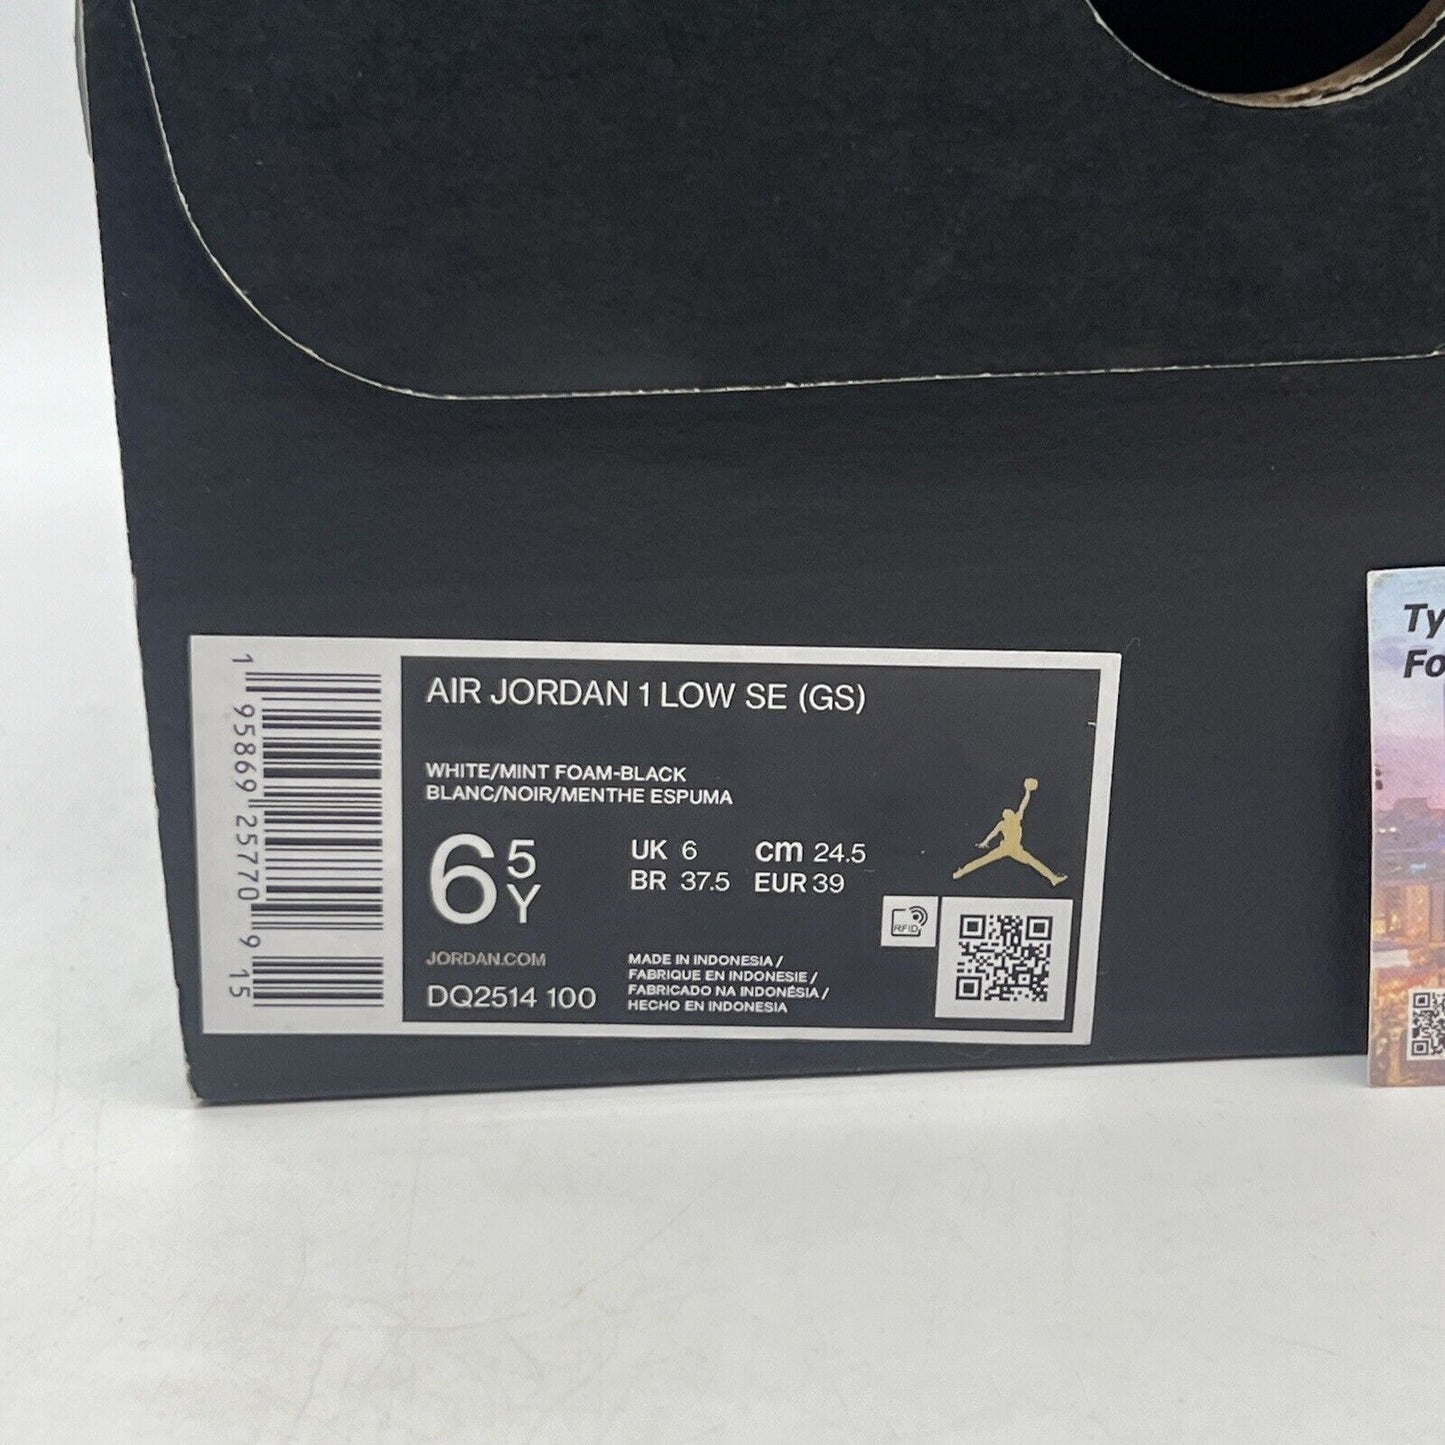 1 95869 25770 9 15
AIR JORDAN 1 LOW SE (GS)
WHITE/MINT FOAM-BLACK
BLANC/NOIR/MENTHE ESPUMA
6 5 Y
UK 6 cm 24.5
BR 37.5 EUR 39
JORDAN.COM
DQ2514 100
MADE IN INDONESIA /
FABRIQUE EN INDONESIE /
FABRICADO NA INDONÉSIA /
HECHO EN INDONESIA
RFID
Ty
Fo